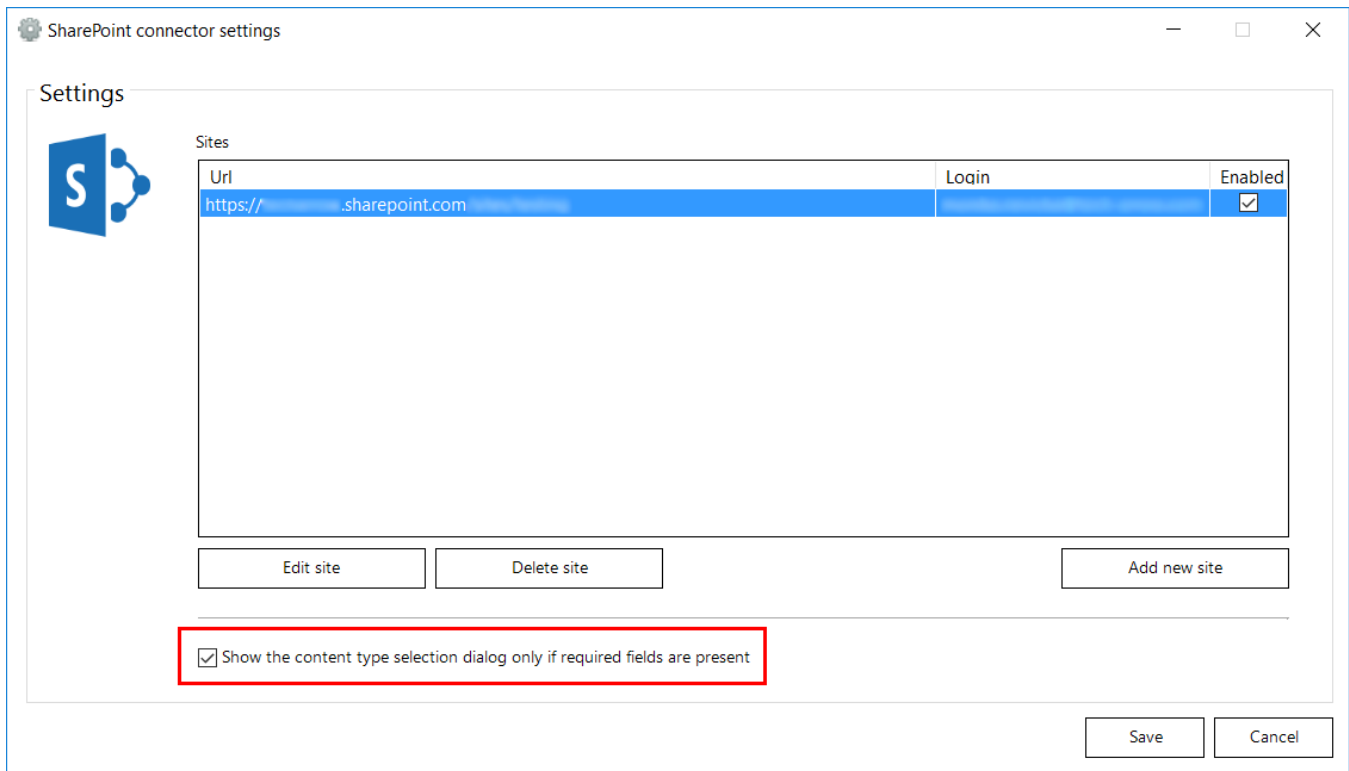 SharePoint connector settings
Settings
S
Sites
Url Login Enabled
https:// .sharepoint.com
Edit site Delete site Add new site
Show the content type selection dialog only if required fields are present
Save Cancel